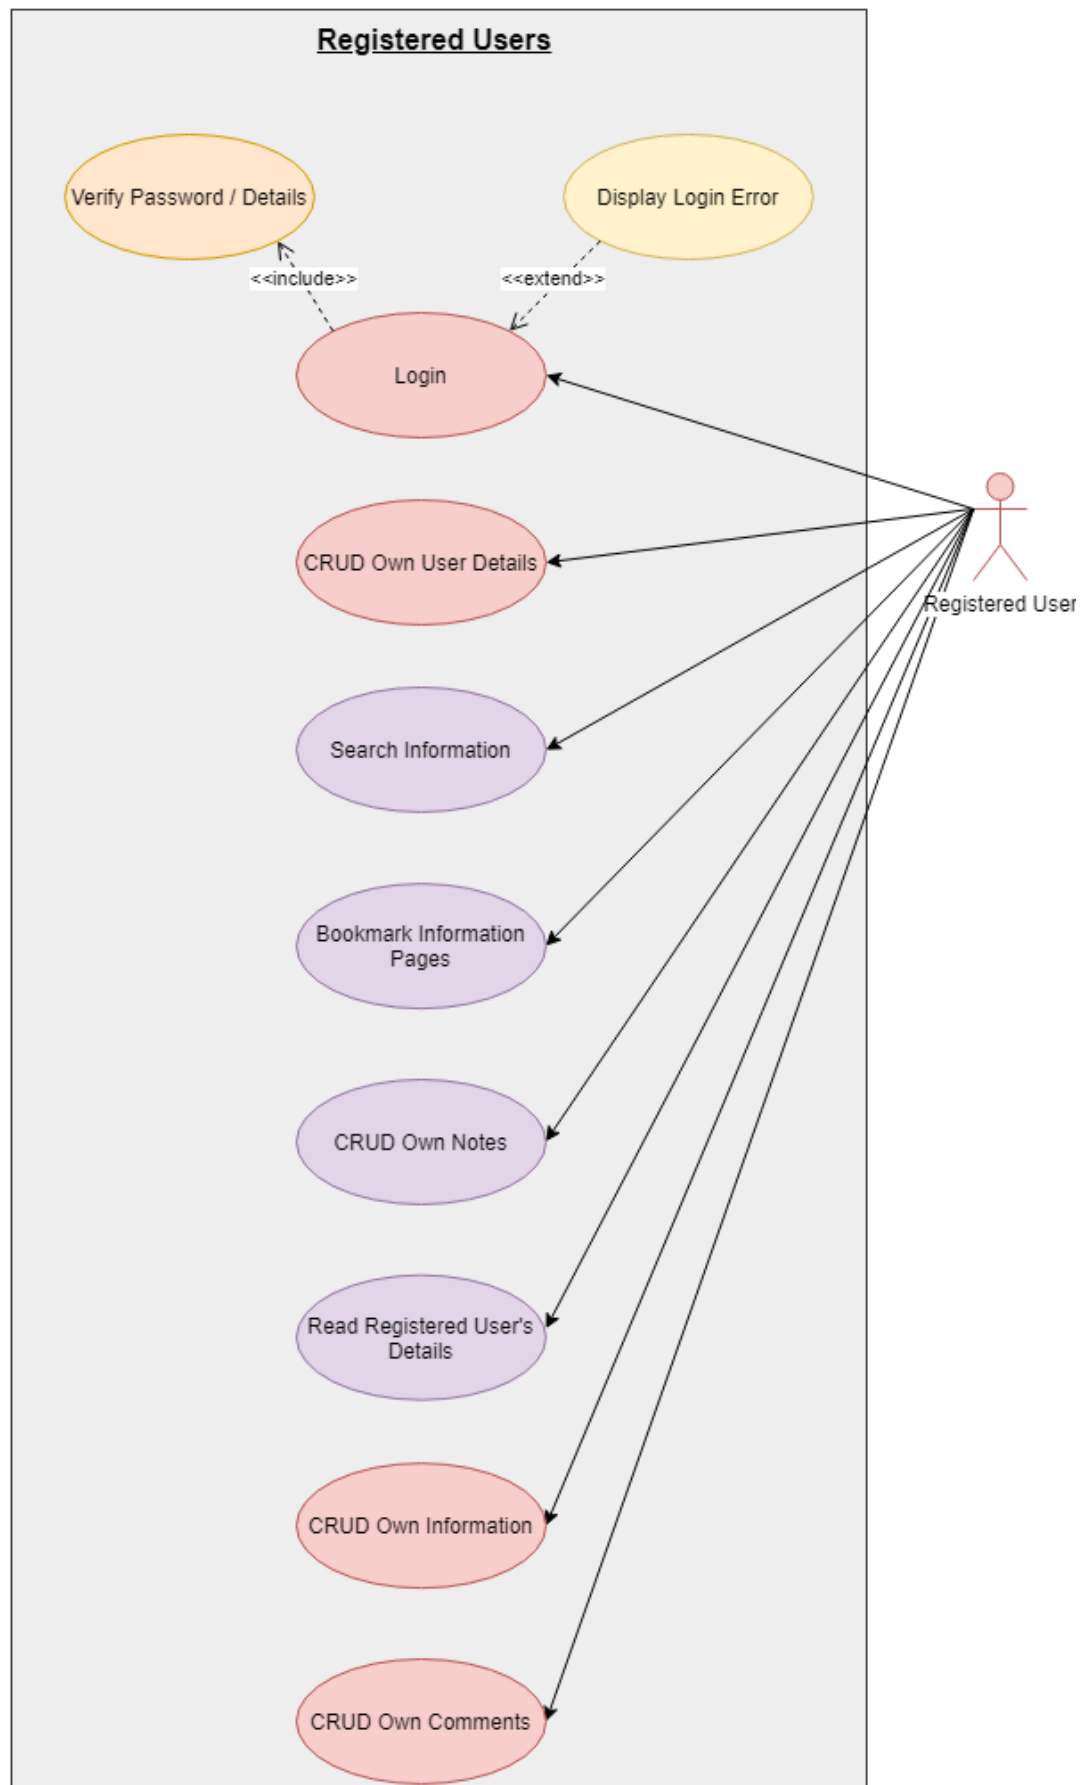 Registered Users
Verify Password / Details
Display Login Error
<<include>>
<<extend>>
Login
CRUD Own User Details
Registered User
Search Information
Bookmark Information
Pages
CRUD Own Notes
Read Registered User's
Details
CRUD Own Information
CRUD Own Comments